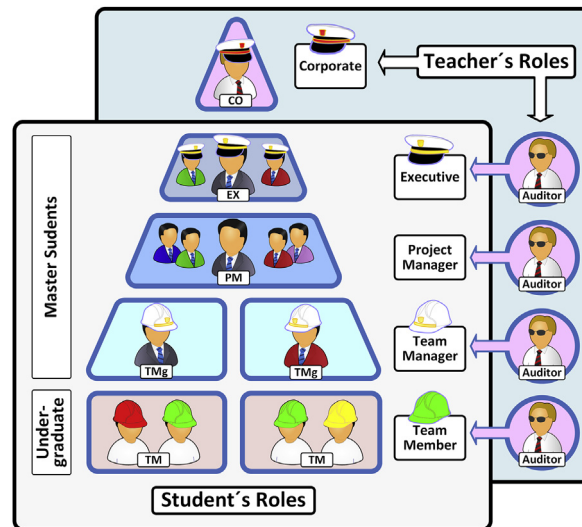 Corporate
Teacher´s Roles
CO
Master Sudents
EX
Executive
Auditor
PM
Project
Manager
Auditor
TMg
TMg
Team
Manager
Auditor
Under-
graduate
TM
TM
Team
Member
Auditor
Student´s Roles